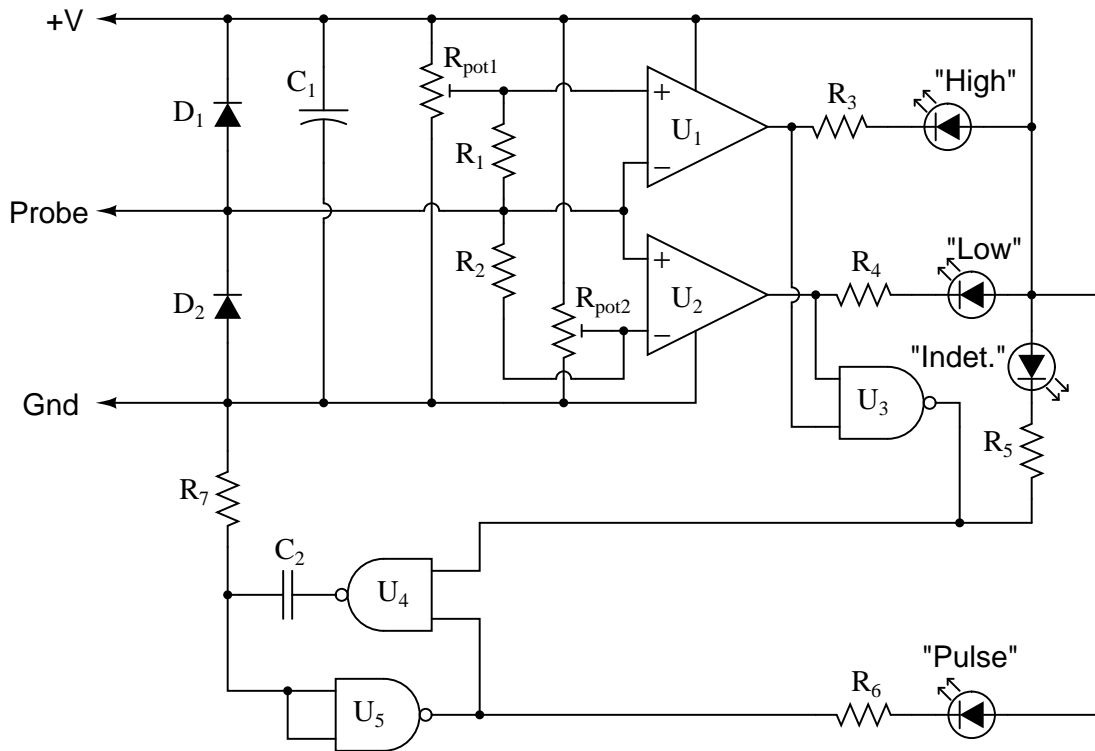 +V
D1
C1
Rpot1
R1
+
U1
−
R3
"High"
Probe
D2
R2
Rpot2
+
U2
−
R4
"Low"
"Indet."
Gnd
U3
R5
R7
C2
U4
U5
R6
"Pulse"